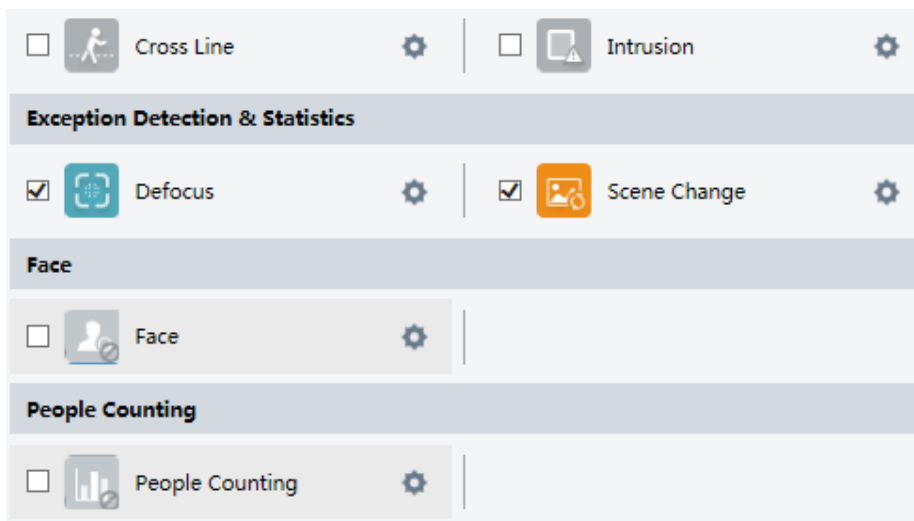 Cross Line Intrusion
Exception Detection & Statistics
Defocus Scene Change
Face
Face
People Counting
People Counting